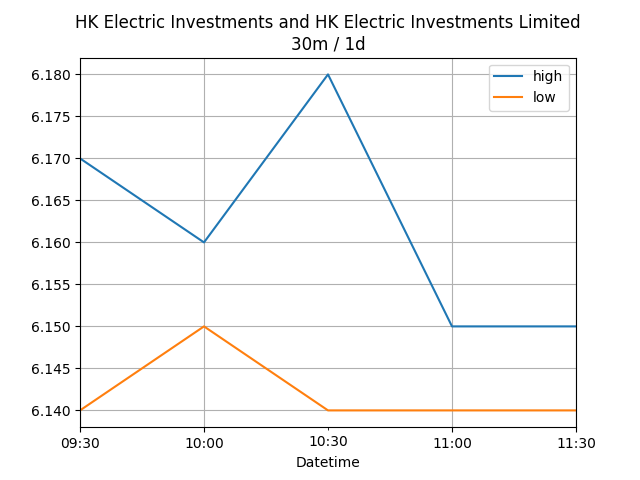 HK Electric Investments and HK Electric Investments Limited
30m / 1d
high
low
6.180
6.175
6.170
6.165
6.160
6.155
6.150
6.145
6.140
09:30 10:00 10:30 11:00 11:30
Datetime